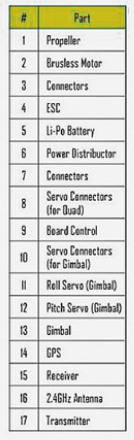 # Part
1 Propeller
2 Brusless Motor
3 Connectors
4 ESC
5 Li-Po Battery
6 Power Distribuctor
7 Connectors
8 Servo Connectors
(for Quad)
9 Board Control
10 Servo Connectors
(for Gimbal)
11 Roll Servo (Gimbal)
12 Pitch Servo (Gimbal)
13 Gimbal
14 GPS
15 Receiver
16 2.4GHz Antenna
17 Transmitter